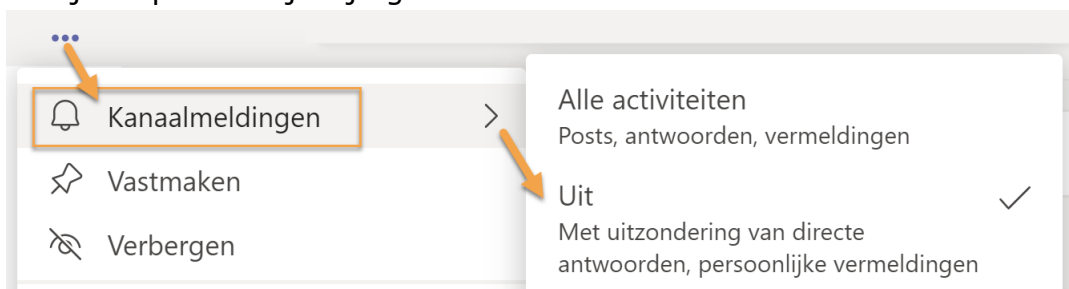 Kanaalmeldingen
Vastmaken
Verbergen
Alle activiteiten
Posts, antwoorden, vermeldingen
Uit
Met uitzondering van directe
antwoorden, persoonlijke vermeldingen